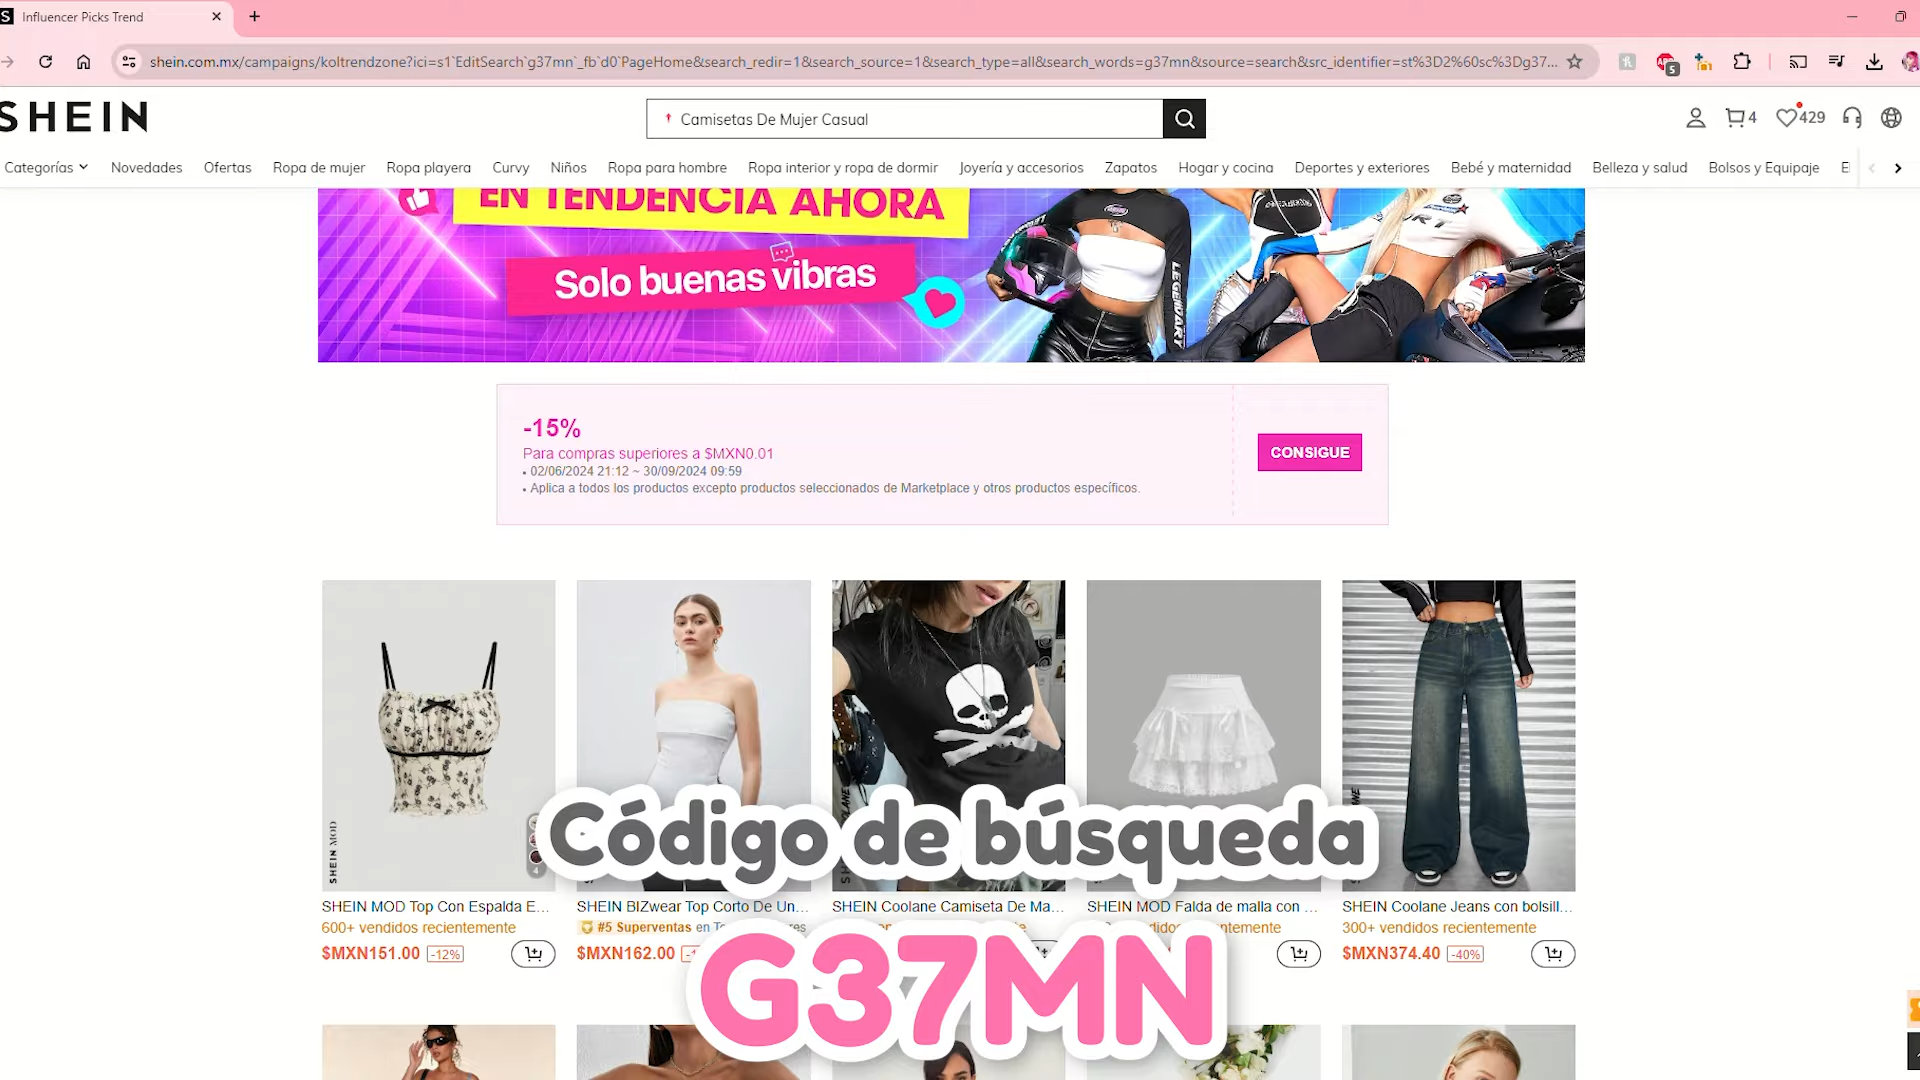 S Influencer Picks Trend
shein.com.mx/campaigns/koltrendzone?ici=s1`EditSearch`g37mn`_fb`d0`PageHome&search_redir=1&search_source=1&search_type=all&search_words=g37mn&source=search&src_identifier=st%3D2%60sc%3Dg37...
5
SHEIN
Camisetas De Mujer Casual
4
429
Categorías
Novedades
Ofertas
Ropa de mujer
Ropa playera
Curvy
Niños
Ropa para hombre
Ropa interior y ropa de dormir
Joyería y accesorios
Zapatos
Hogar y cocina
Deportes y exteriores
Bebé y maternidad
Belleza y salud
Bolsos y Equipaje
EN TENDENCIA AHORA
Solo buenas vibras
-15%
Para compras superiores a $MXN0.01
• 02/06/2024 21:12 ~ 30/09/2024 09:59
• Aplica a todos los productos excepto productos seleccionados de Marketplace y otros productos específicos.
CONSIGUE
SHEIN MOD
4
Código de búsqueda
SHEIN MOD Top Con Espalda E...
SHEIN BIZwear Top Corto De Un...
SHEIN Coolane Camiseta De Ma...
SHEIN MOD Falda de malla con ...
SHEIN Coolane Jeans con bolsill...
600+ vendidos recientemente
#5 Superventas en
300+ vendidos recientemente
$MXN151.00 -12%
$MXN162.00
$MXN374.40 -40%
G37MN